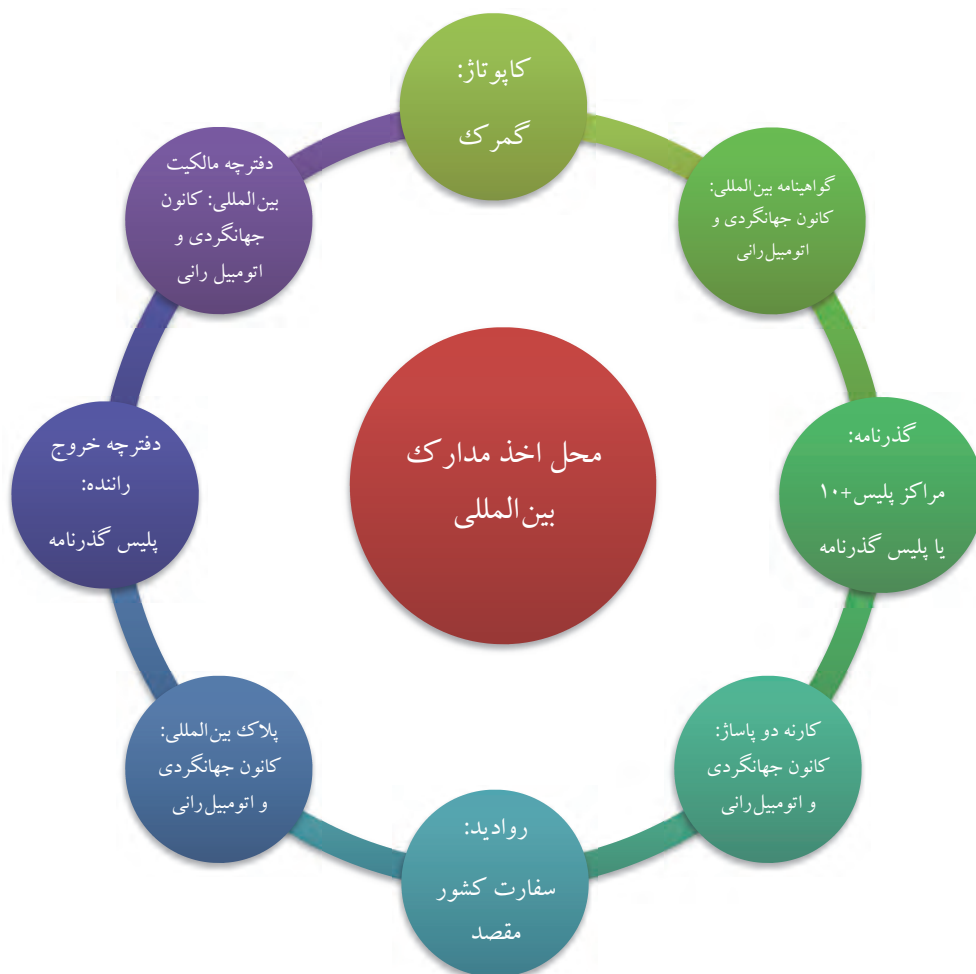 کاپوتاژ:
گمرک
گواهینامه بین‌المللی:
کانون جهانگردی و
اتومبیل‌رانی
گذرنامه:
مراکز پلیس+۱۰
یا پلیس گذرنامه
کارنه دو پاساژ:
کانون جهانگردی
و اتومبیل‌رانی
روادید:
سفارت کشور
مقصد
پلاک بین‌المللی:
کانون جهانگردی
و اتومبیل‌رانی
دفترچه خروج
راننده:
پلیس گذرنامه
دفترچه مالکیت
بین‌المللی: کانون
جهانگردی و
اتومبیل رانی
محل اخذ مدارک
بین‌المللی